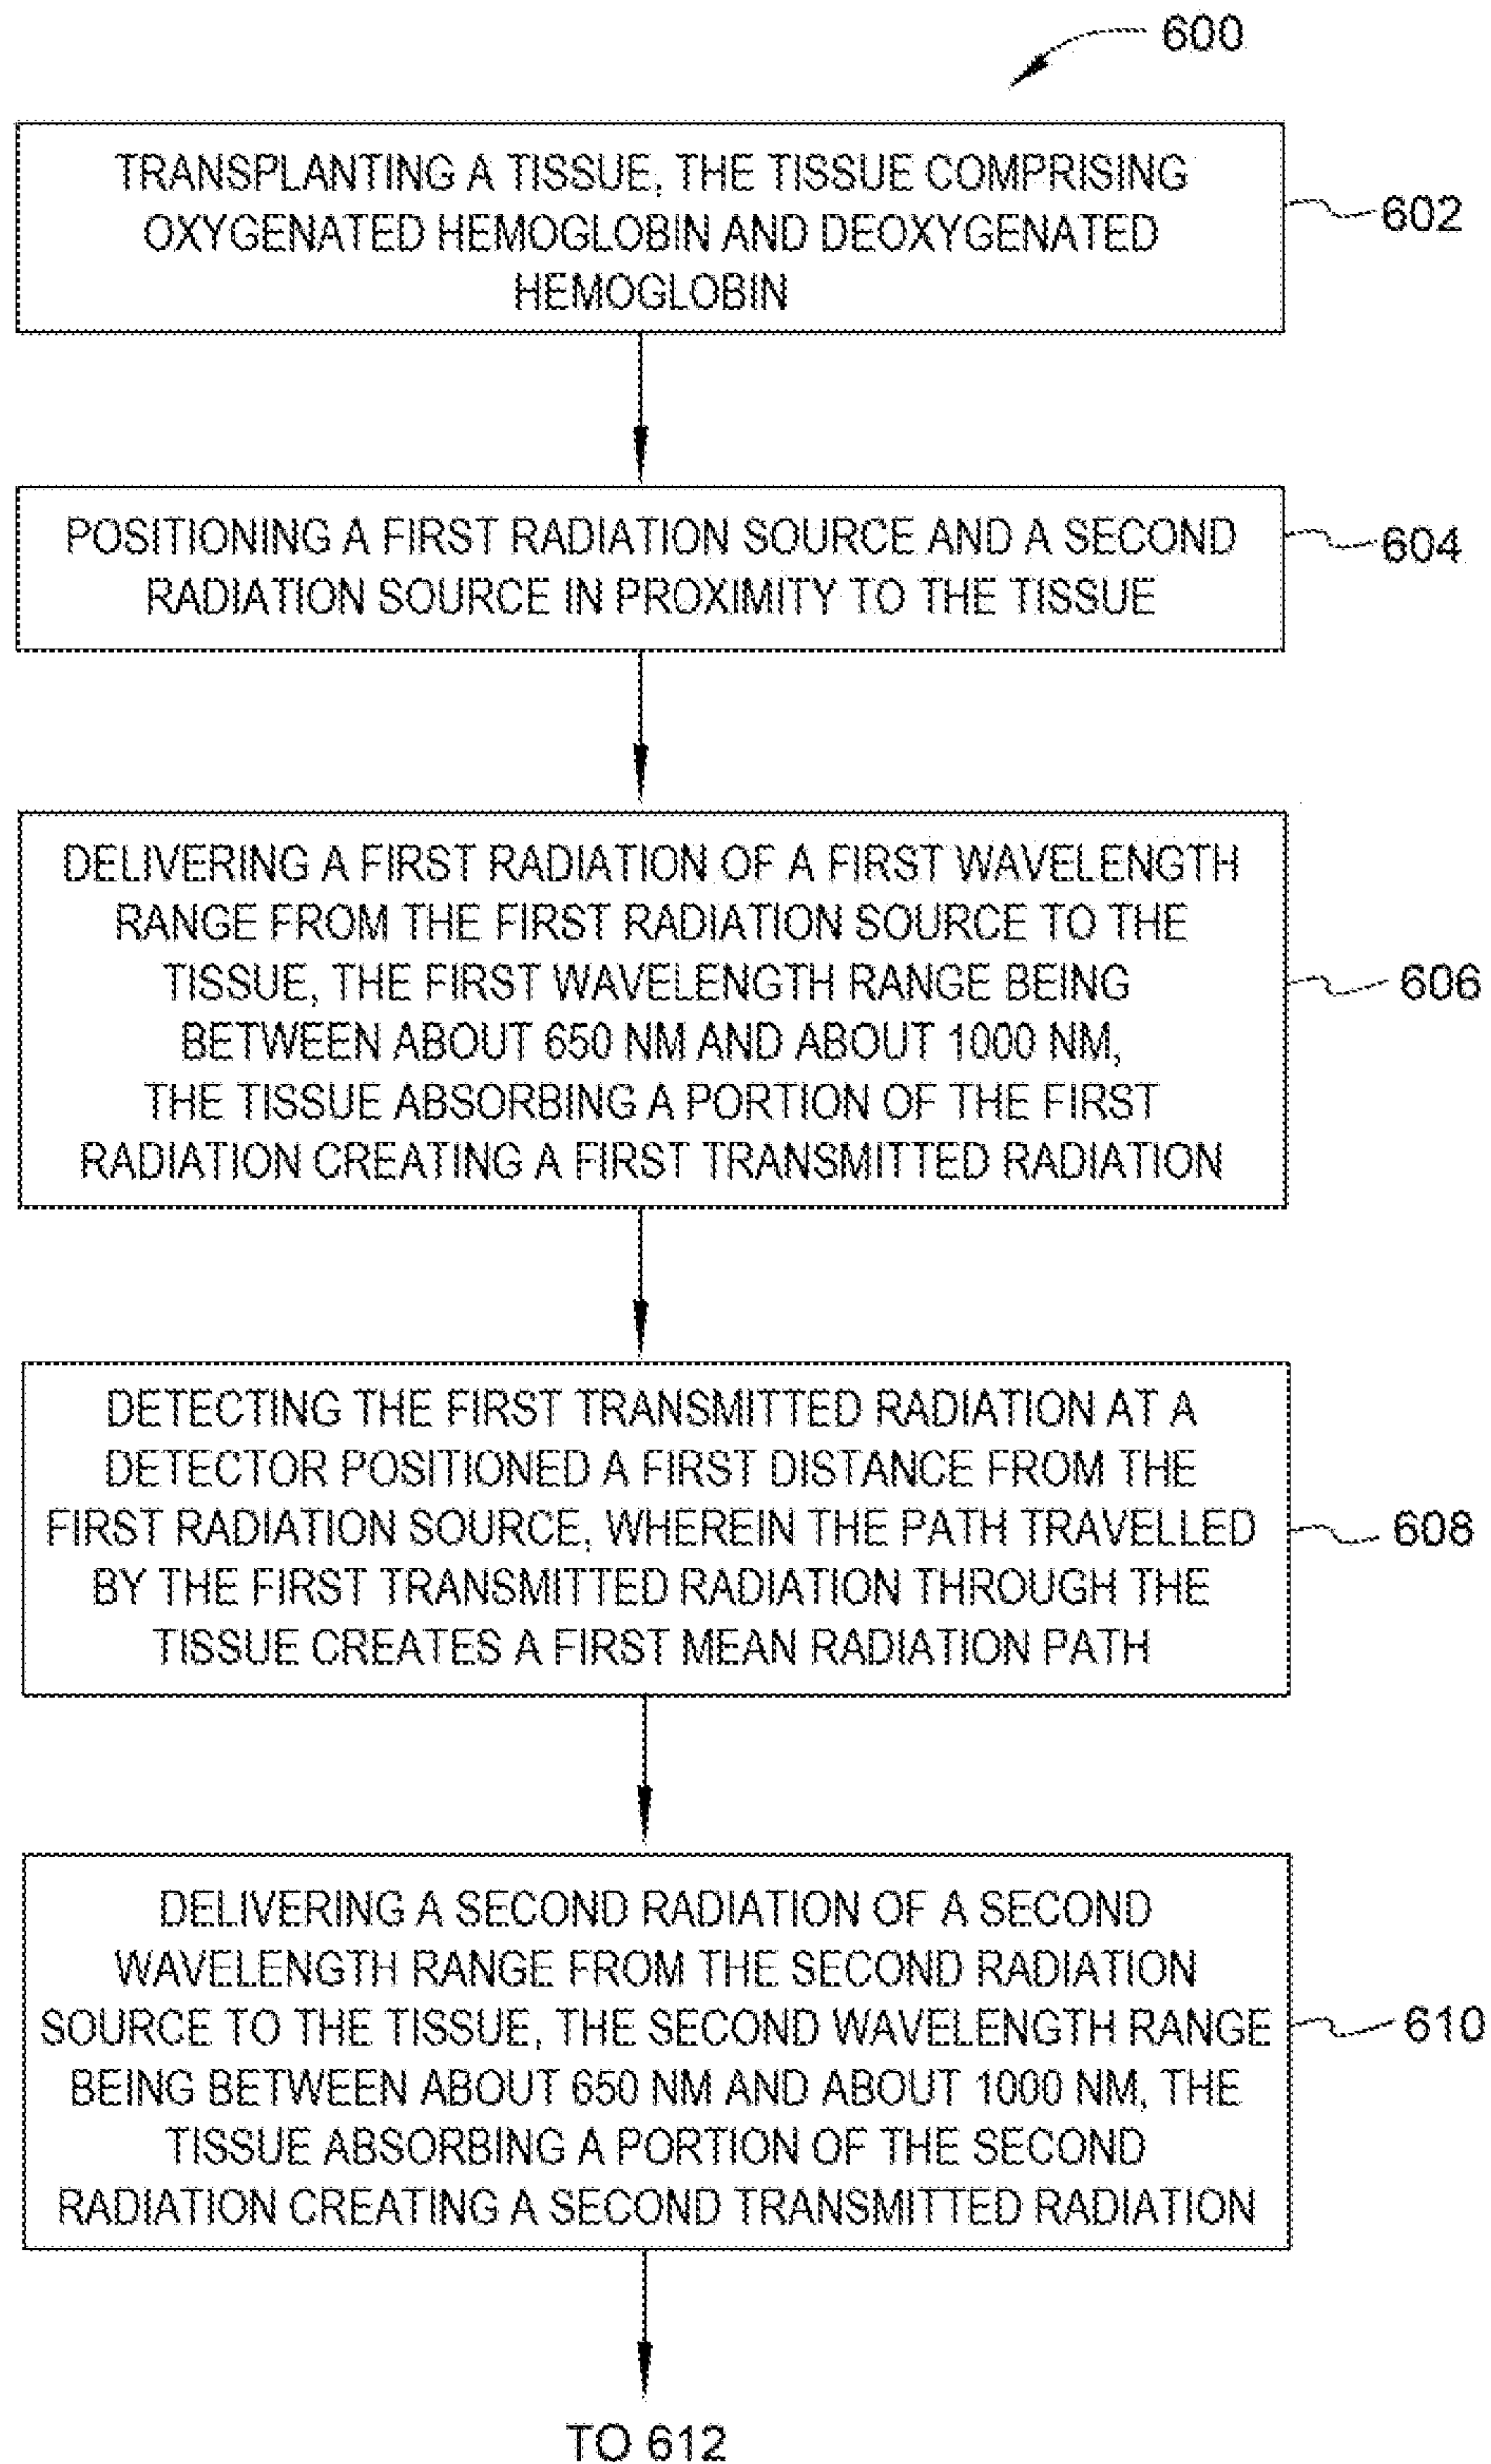 600
TRANSPLANTING A TISSUE, THE TISSUE COMPRISING
OXYGENATED HEMOGLOBIN AND DEOXYGENATED
HEMOGLOBIN
602
POSITIONING A FIRST RADIATION SOURCE AND A SECOND
RADIATION SOURCE IN PROXIMITY TO THE TISSUE
604
DELIVERING A FIRST RADIATION OF A FIRST WAVELENGTH
RANGE FROM THE FIRST RADIATION SOURCE TO THE
TISSUE, THE FIRST WAVELENGTH RANGE BEING
BETWEEN ABOUT 650 NM AND ABOUT 1000 NM,
THE TISSUE ABSORBING A PORTION OF THE FIRST
RADIATION CREATING A FIRST TRANSMITTED RADIATION
606
DETECTING THE FIRST TRANSMITTED RADIATION AT A
DETECTOR POSITIONED A FIRST DISTANCE FROM THE
FIRST RADIATION SOURCE, WHEREIN THE PATH TRAVELLED
BY THE FIRST TRANSMITTED RADIATION THROUGH THE
TISSUE CREATES A FIRST MEAN RADIATION PATH
608
DELIVERING A SECOND RADIATION OF A SECOND
WAVELENGTH RANGE FROM THE SECOND RADIATION
SOURCE TO THE TISSUE, THE SECOND WAVELENGTH RANGE
BEING BETWEEN ABOUT 650 NM AND ABOUT 1000 NM, THE
TISSUE ABSORBING A PORTION OF THE SECOND
RADIATION CREATING A SECOND TRANSMITTED RADIATION
610
TO 612